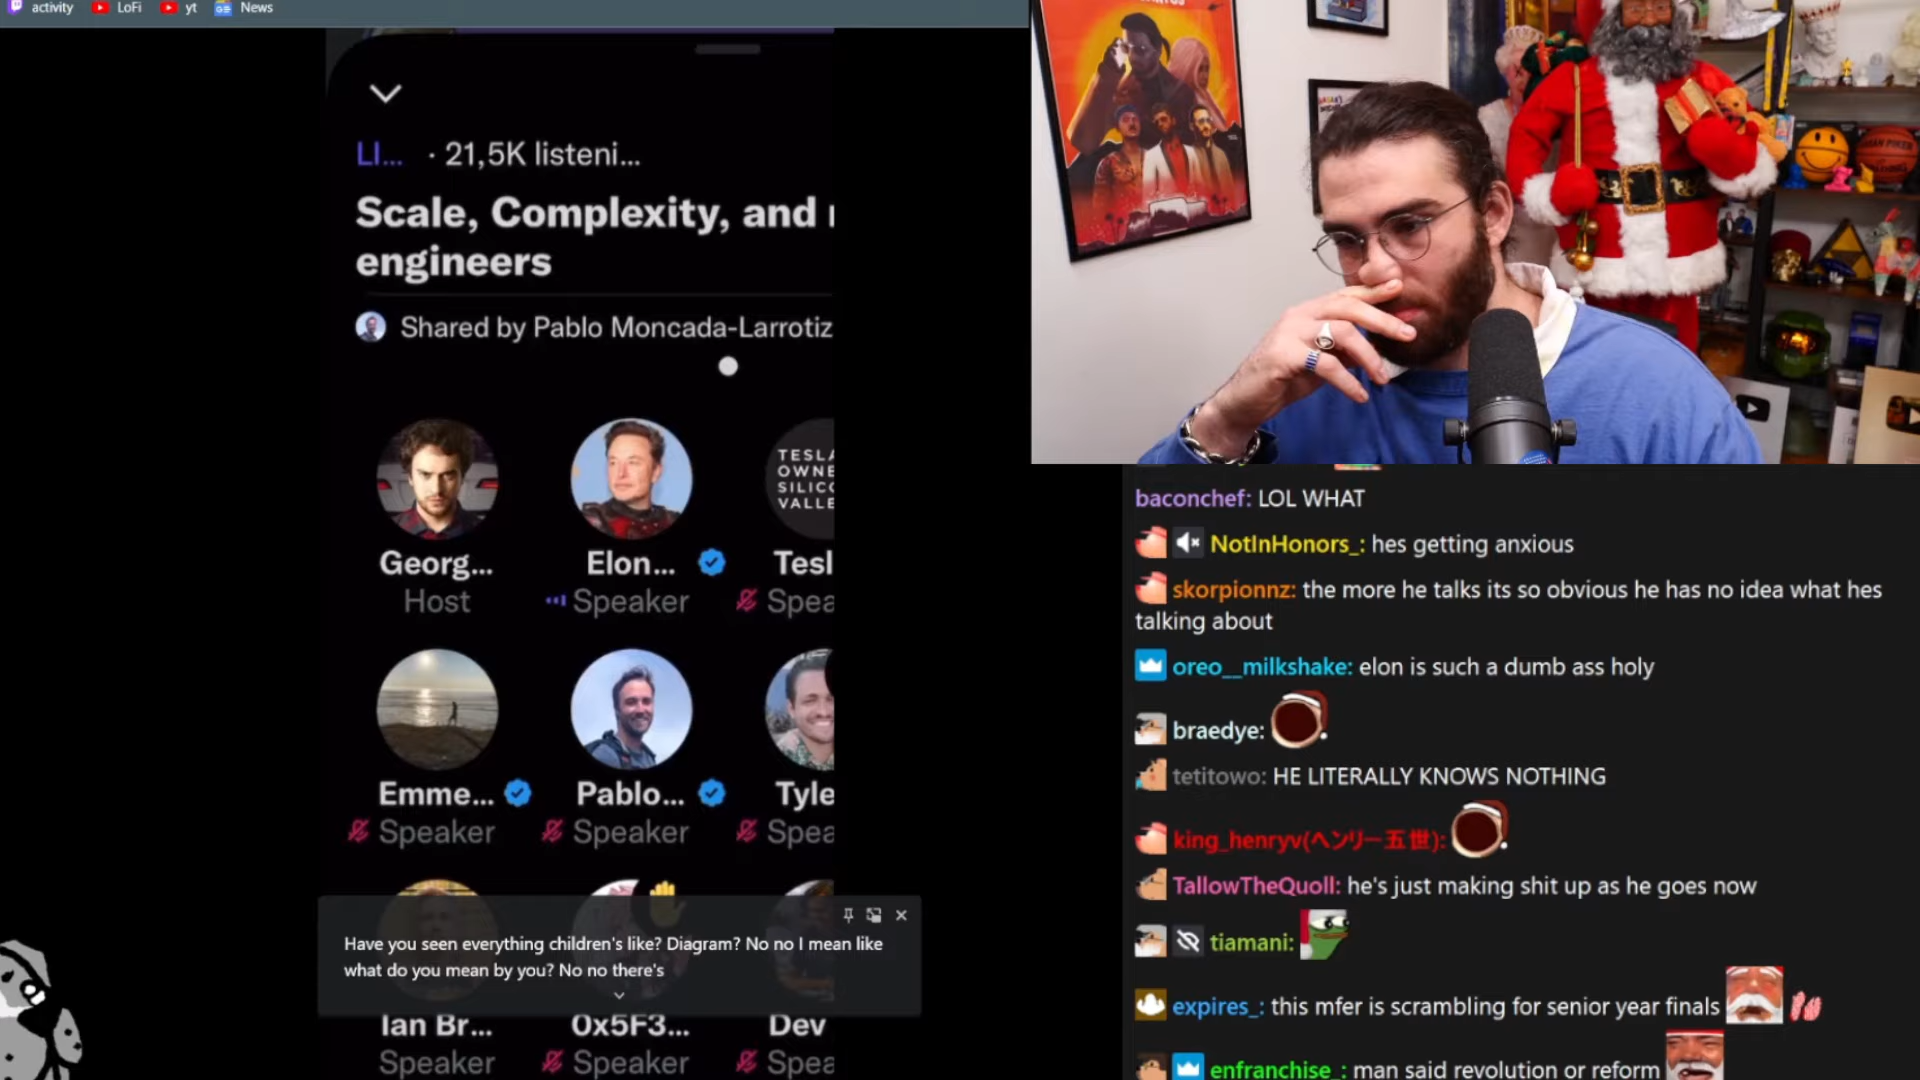 activity
LoFi
yt
News
LI... · 21,5K listeni...
Scale, Complexity, and
engineers
Shared by Pablo Moncada-Larrotiz
TESLA
OWNE
SILIC
VALLE
Georg...
Elon...
Tesl
Host
Speaker
Spea
Emme...
Pablo...
Tyle
Speaker
Speaker
Spea
Have you seen everything children's like? Diagram? No no I mean like
what do you mean by you? No no there's
Ian Br...
0x5F3...
Dev
Speaker
Speaker
Spea
baconchef: LOL WHAT
NotInHonors_: hes getting anxious
skorpionnz: the more he talks its so obvious he has no idea what hes
talking about
oreo__milkshake: elon is such a dumb ass holy
braedye:
tetitowo: HE LITERALLY KNOWS NOTHING
king_henryv(ヘンリー五世):
TallowTheQuoll: he's just making shit up as he goes now
tiamani:
expires_: this mfer is scrambling for senior year finals
enfranchise_: man said revolution or reform